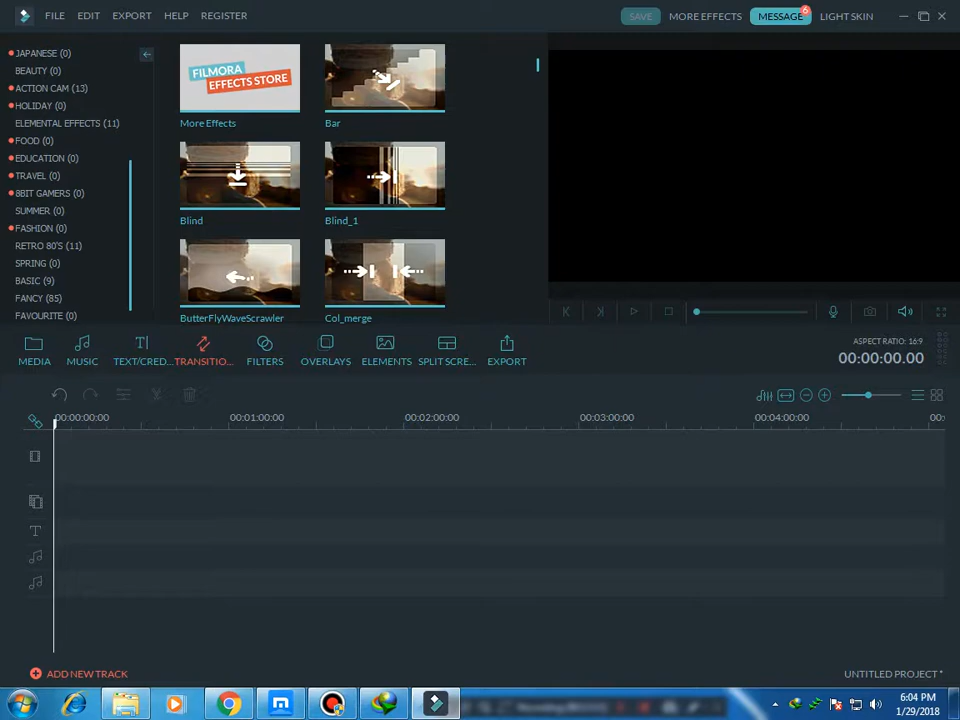 FILE EDIT EXPORT HELP REGISTER SAVE MORE EFFECTS MESSAGE 6 LIGHT SKIN
JAPANESE (0)
BEAUTY (0)
ACTION CAM (13)
HOLIDAY (0)
ELEMENTAL EFFECTS (11)
FOOD (0)
EDUCATION (0)
TRAVEL (0)
8BIT GAMERS (0)
SUMMER (0)
FASHION (0)
RETRO 80'S (11)
SPRING (0)
BASIC (9)
FANCY (85)
FAVOURITE (0)
FILMORA
EFFECTS STORE
More Effects Bar
Blind Blind_1
ButterFlyWaveScrawler Col_merge
MEDIA MUSIC TEXT/CRED... TRANSITIO... FILTERS OVERLAYS ELEMENTS SPLIT SCRE... EXPORT
ASPECT RATIO: 16:9
00:00:00.00
00:00:00:00 00:01:00:00 00:02:00:00 00:03:00:00 00:04:00:00 00:
ADD NEW TRACK UNTITLED PROJECT *
6:04 PM
1/29/2018